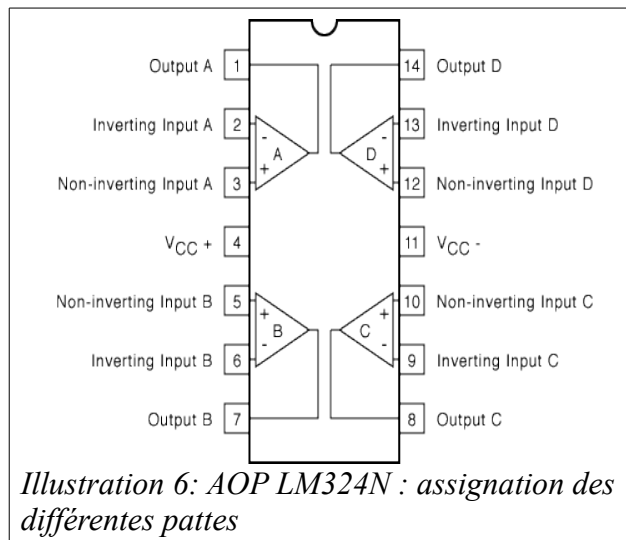 Output A 1 14 Output D
Inverting Input A 2 - - 13 Inverting Input D
A D
Non-inverting Input A 3 + + 12 Non-inverting Input D
VCC + 4 11 VCC -
Non-inverting Input B 5 + + 10 Non-inverting Input C
B C
Inverting Input B 6 - - 9 Inverting Input C
Output B 7 8 Output C
Illustration 6: AOP LM324N : assignation des
différentes pattes